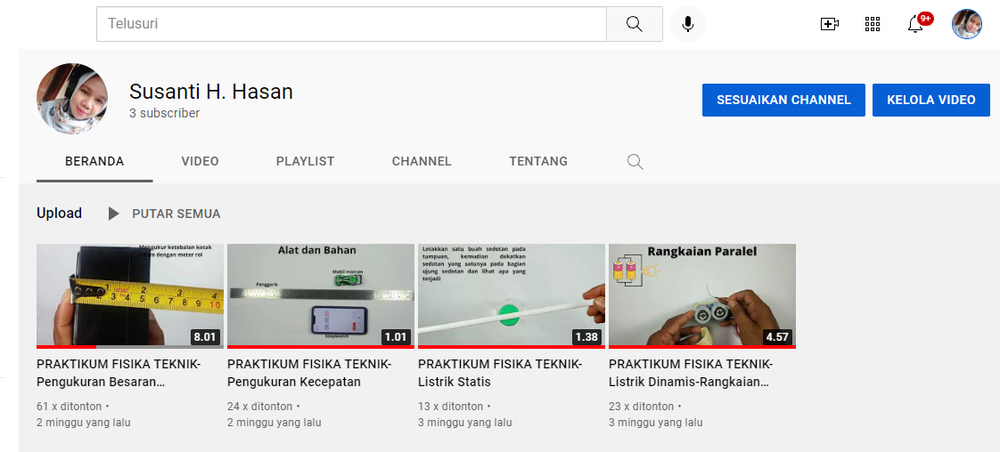 Telusuri
9+
Susanti H. Hasan
3 subscriber
SESUAIKAN CHANNEL
KELOLA VIDEO
BERANDA
VIDEO
PLAYLIST
CHANNEL
TENTANG
Upload
PUTAR SEMUA
Mengukur ketebalan kotak
dengan meter rol
8.01
Alat dan Bahan
Mobil mainan
Penggaris
Stopwatch
1.01
Letakkan satu buah sedotan pada
tumpuan, kemudian dekatkan
sedotan yang satunya pada bagian
ujung sedotan dan lihat apa yang
terjadi
1.38
Rangkaian Paralel
4.57
PRAKTIKUM FISIKA TEKNIK-
Pengukuran Besaran…
61 x ditonton •
2 minggu yang lalu
PRAKTIKUM FISIKA TEKNIK-
Pengukuran Kecepatan
24 x ditonton •
2 minggu yang lalu
PRAKTIKUM FISIKA TEKNIK-
Listrik Statis
13 x ditonton •
3 minggu yang lalu
PRAKTIKUM FISIKA TEKNIK-
Listrik Dinamis-Rangkaian…
23 x ditonton •
3 minggu yang lalu